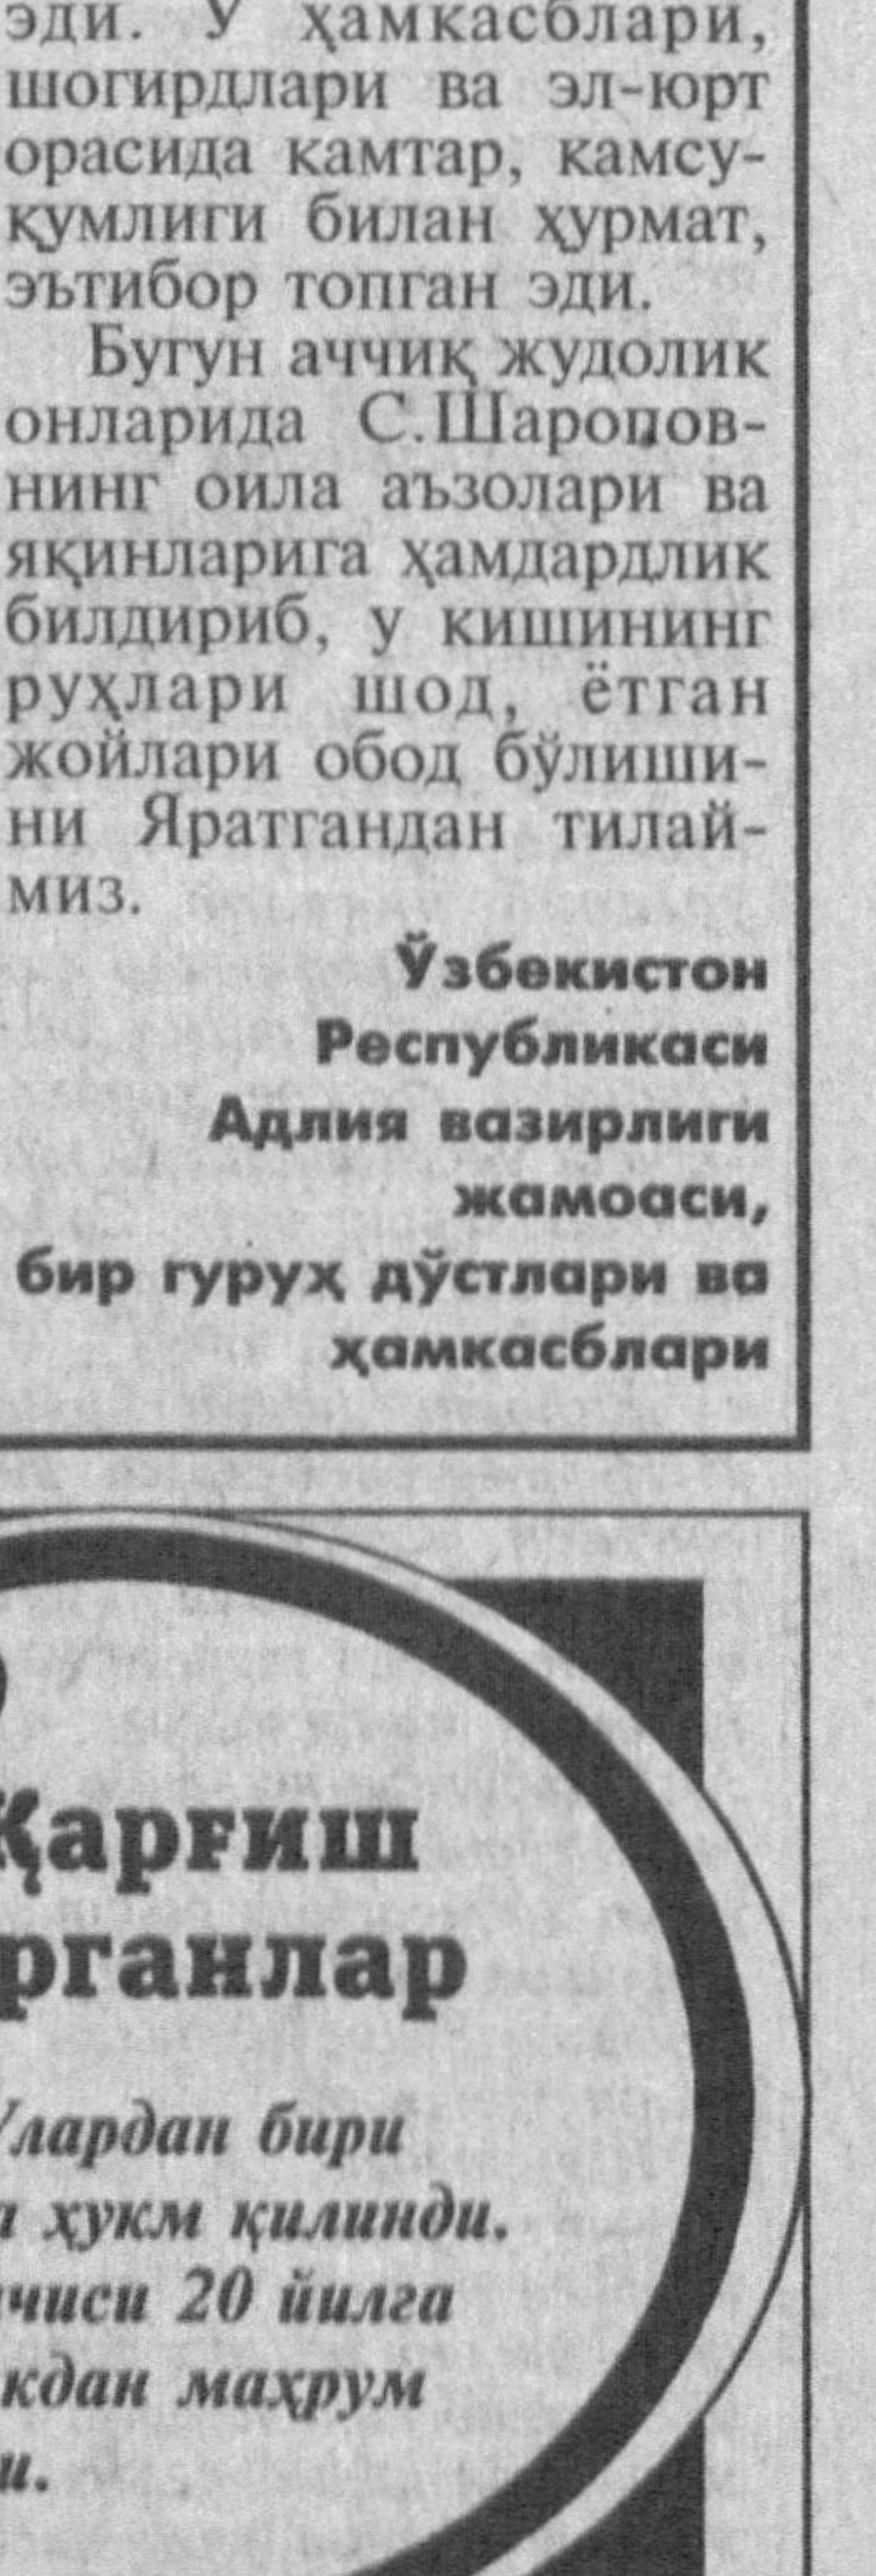 эди. У ҳамкасблари,
шогирдлари ва эл-юрт
орасида камтар, камсу-
қумлиги билан ҳурмат,
эътибор топган эди.
Бугун аччиқ жудолик
онларида С.Шаропов-
нинг оила аъзолари ва
яқинларига ҳамдардлик
билдириб, у кишининг
руҳлари шод, ётган
жойлари обод бўлиши-
ни Яратгандан тилай-
миз.
Ўзбекистон
Республикаси
Адлия вазирлиги
жамоаси,
бир гуруҳ дўстлари ва
ҳамкасблари
Қарғиш
рганлар
Улардан бири
а ҳукм қилинди.
чиси 20 йилга
кдан маҳрум
и.